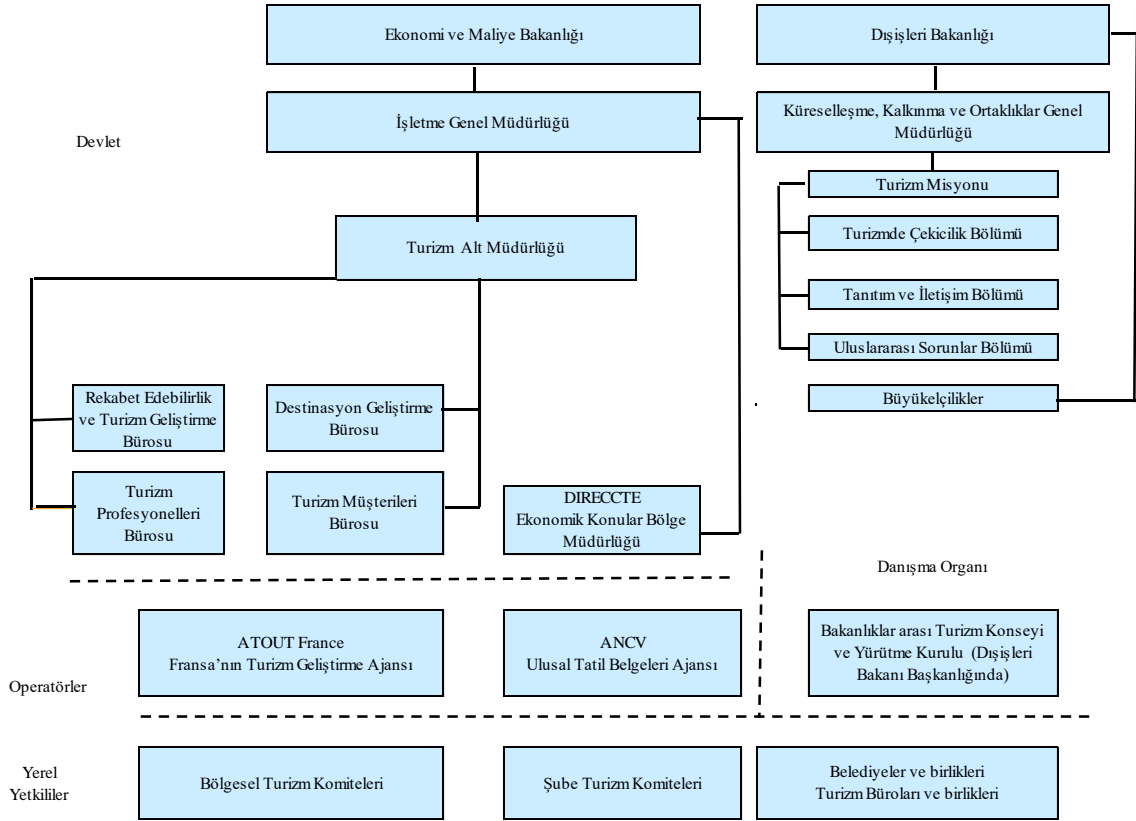 Ekonomi ve Maliye Bakanlığı
Dışişleri Bakanlığı
İşletme Genel Müdürlüğü
Küreselleşme, Kalkınma ve Ortaklıklar Genel
Müdürlüğü
Devlet
Turizm Misyonu
Turizm Alt Müdürlüğü
Turizmde Çekicilik Bölümü
Tanıtım ve İletişim Bölümü
Uluslararası Sorunlar Bölümü
Büyükelçilikler
Rekabet Edebilirlik
ve Turizm Geliştirme
Bürosu
Destinasyon Geliştirme
Bürosu
Turizm
Profesyonelleri
Bürosu
Turizm Müşterileri
Bürosu
DIRECCTE
Ekonomik Konular Bölge
Müdürlüğü
Danışma Organı
Operatörler
ATOUT France
Fransa’nın Turizm Geliştirme Ajansı
ANCV
Ulusal Tatil Belgeleri Ajansı
Bakanlıklar arası Turizm Konseyi
ve Yürütme Kurulu (Dışişleri
Bakanı Başkanlığında)
Yerel
Yetkililer
Bölgesel Turizm Komiteleri
Şube Turizm Komiteleri
Belediyeler ve birlikleri
Turizm Büroları ve birlikleri